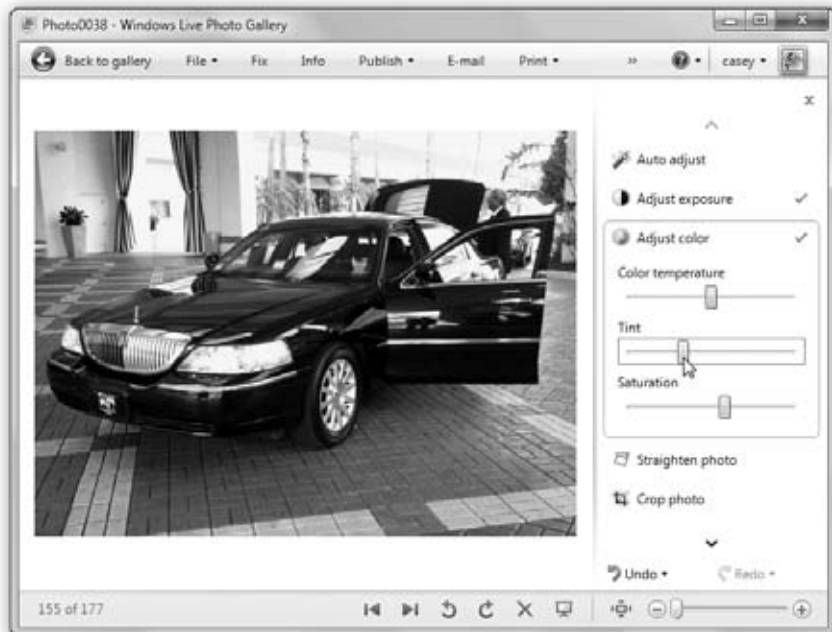 Photo0038 - Windows Live Photo Gallery
Back to gallery File Fix Info Publish E-mail Print » casey
Auto adjust
Adjust exposure
Adjust color
Color temperature
Tint
Saturation
Straighten photo
Crop photo
Undo Redo
155 of 177